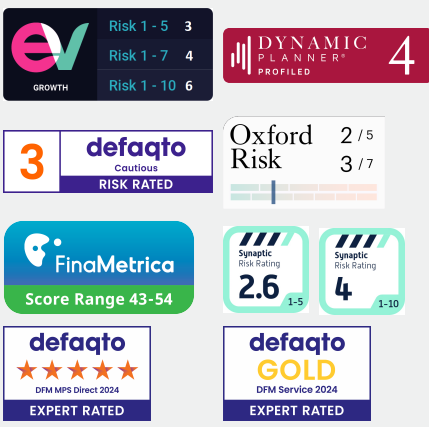 ev
GROWTH
Risk 1 - 5 3
Risk 1 - 7 4
Risk 1 - 10 6
DYNAMIC
PLANNER®
PROFILED
4
3
defaqto
Cautious
RISK RATED
Oxford
Risk
2 / 5
3 / 7
FinaMetrica
Score Range 43-54
Synaptic
Risk Rating
2.6
1-5
Synaptic
Risk Rating
4
1-10
defaqto
DFM MPS Direct 2024
EXPERT RATED
defaqto
GOLD
DFM Service 2024
EXPERT RATED